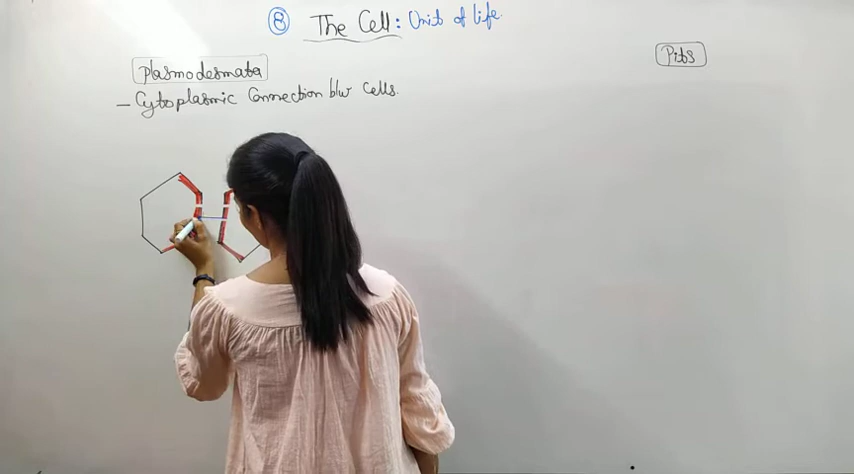 8 The Cell: Units of life.
Plasmodesmata
- Cytoplasmic Connection b/w Cells.
Pits